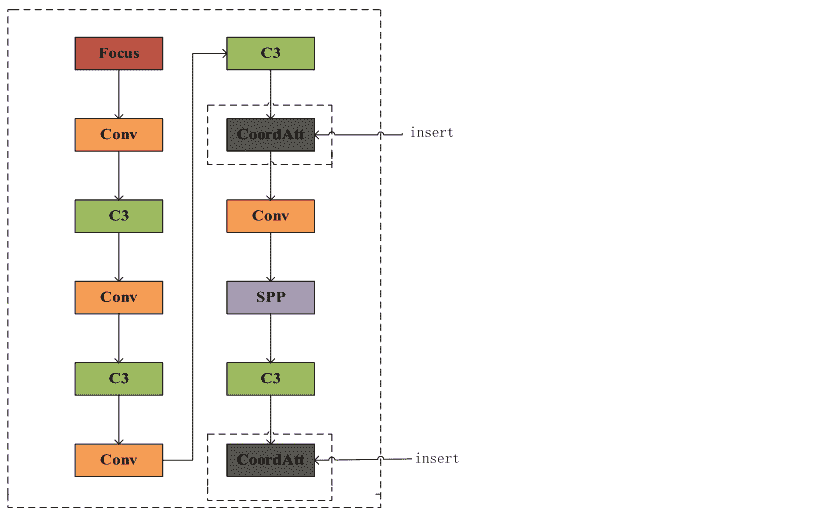 Focus
Conv
C3
Conv
C3
Conv
C3
CoordAtt
insert
Conv
SPP
C3
CoordAtt
insert